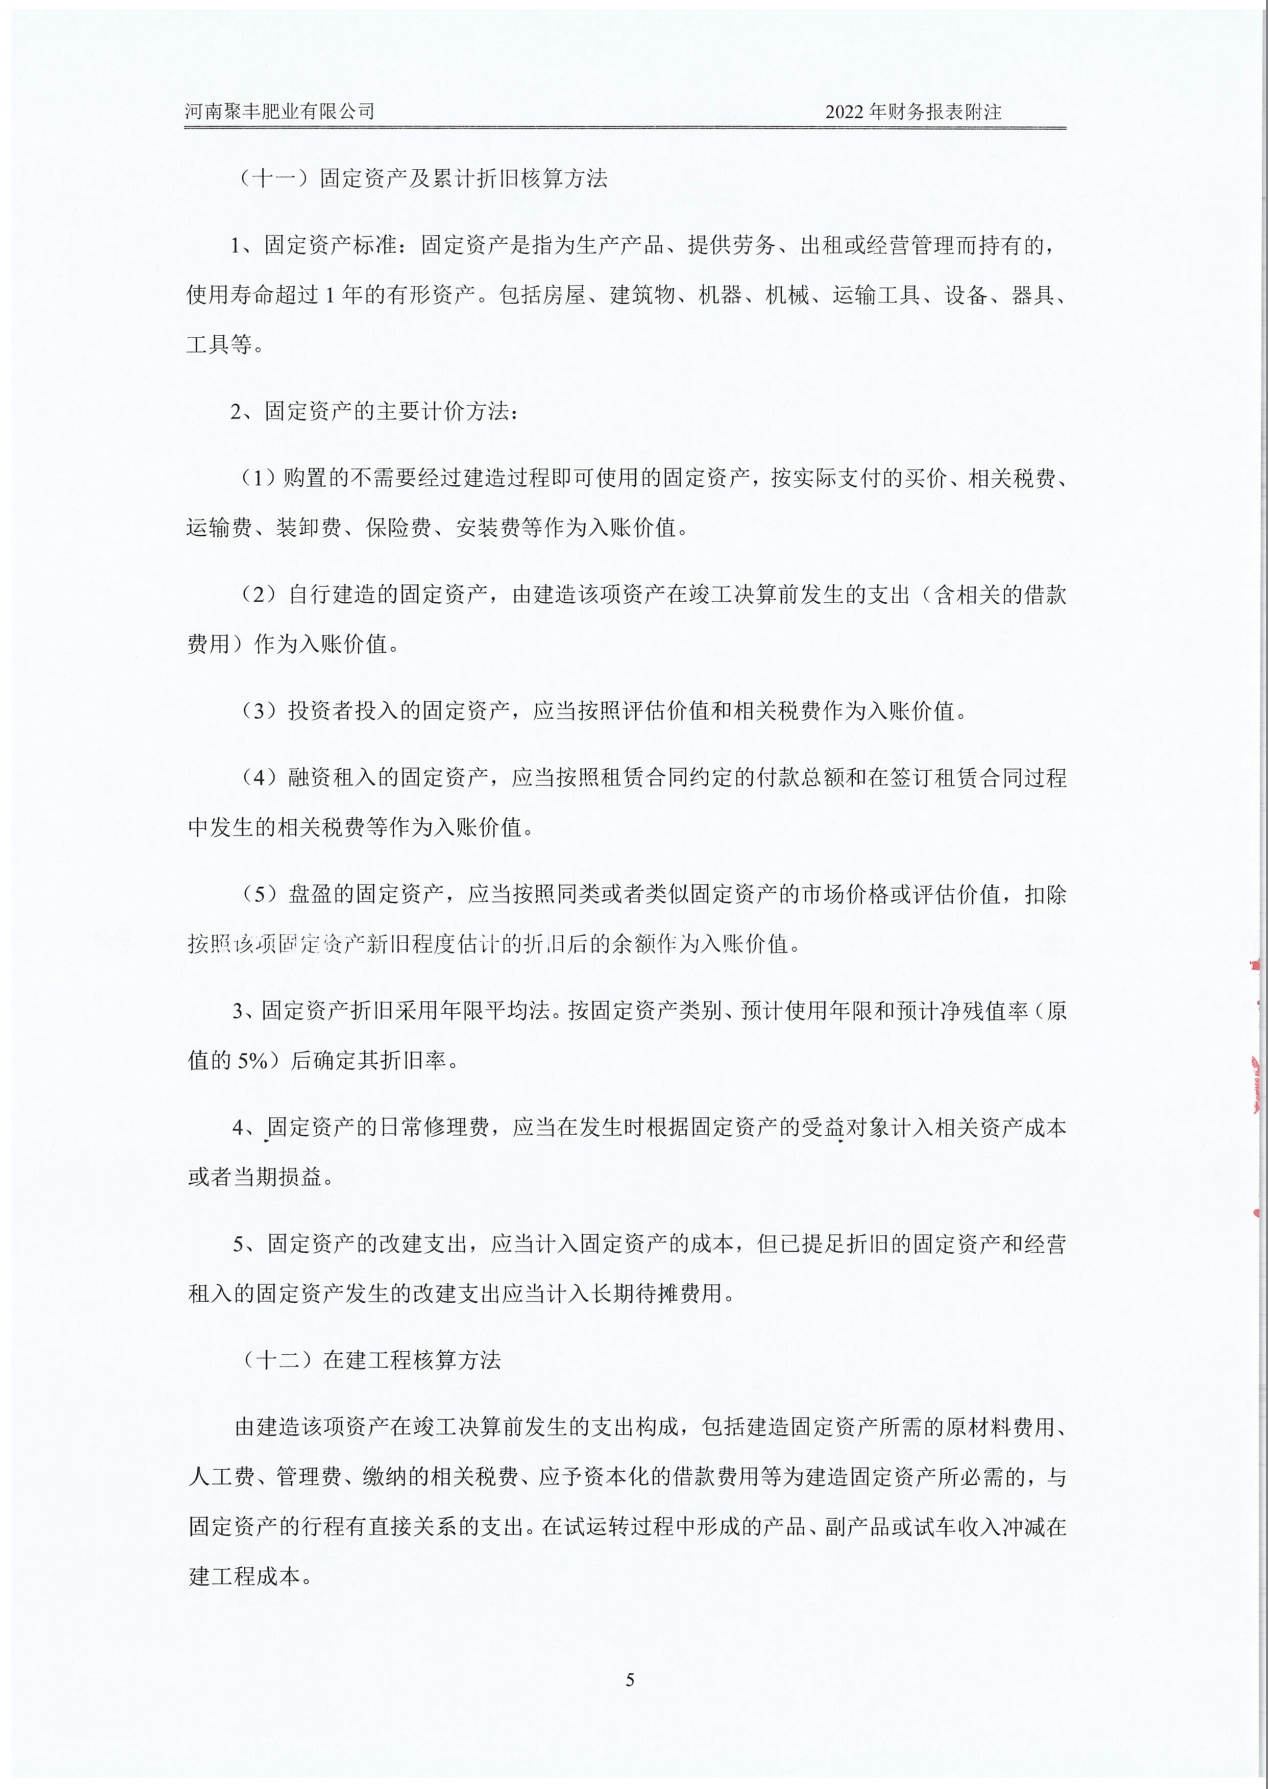 河南聚丰肥业有限公司 2022 年财务报表附注
（十一）固定资产及累计折旧核算方法
1、固定资产标准：固定资产是指为生产产品、提供劳务、出租或经营管理而持有的，
使用寿命超过 1 年的有形资产。包括房屋、建筑物、机器、机械、运输工具、设备、器具、
工具等。
2、固定资产的主要计价方法：
（1）购置的不需要经过建造过程即可使用的固定资产，按实际支付的买价、相关税费、
运输费、装卸费、保险费、安装费等作为入账价值。
（2）自行建造的固定资产，由建造该项资产在竣工决算前发生的支出（含相关的借款
费用）作为入账价值。
（3）投资者投入的固定资产，应当按照评估价值和相关税费作为入账价值。
（4）融资租入的固定资产，应当按照租赁合同约定的付款总额和在签订租赁合同过程
中发生的相关税费等作为入账价值。
（5）盘盈的固定资产，应当按照同类或者类似固定资产的市场价格或评估价值，扣除
按照该项固定资产新旧程度估计的折旧后的余额作为入账价值。
3、固定资产折旧采用年限平均法。按固定资产类别、预计使用年限和预计净残值率（原
值的 5%）后确定其折旧率。
4、固定资产的日常修理费，应当在发生时根据固定资产的受益对象计入相关资产成本
或者当期损益。
5、固定资产的改建支出，应当计入固定资产的成本，但已提足折旧的固定资产和经营
租入的固定资产发生的改建支出应当计入长期待摊费用。
（十二）在建工程核算方法
由建造该项资产在竣工决算前发生的支出构成，包括建造固定资产所需的原材料费用、
人工费、管理费、缴纳的相关税费、应予资本化的借款费用等为建造固定资产所必需的，与
固定资产的行程有直接关系的支出。在试运转过程中形成的产品、副产品或试车收入冲减在
建工程成本。
5